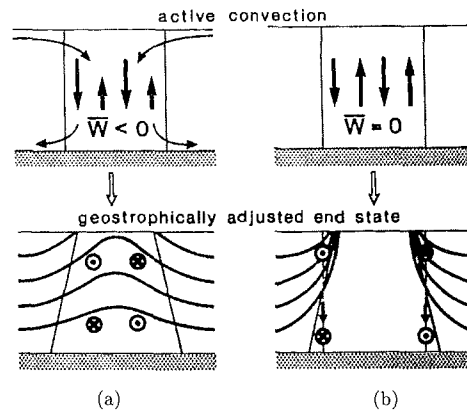 active convection
W̅ < 0
W̅ = 0
geostrophically adjusted end state
(a)
(b)